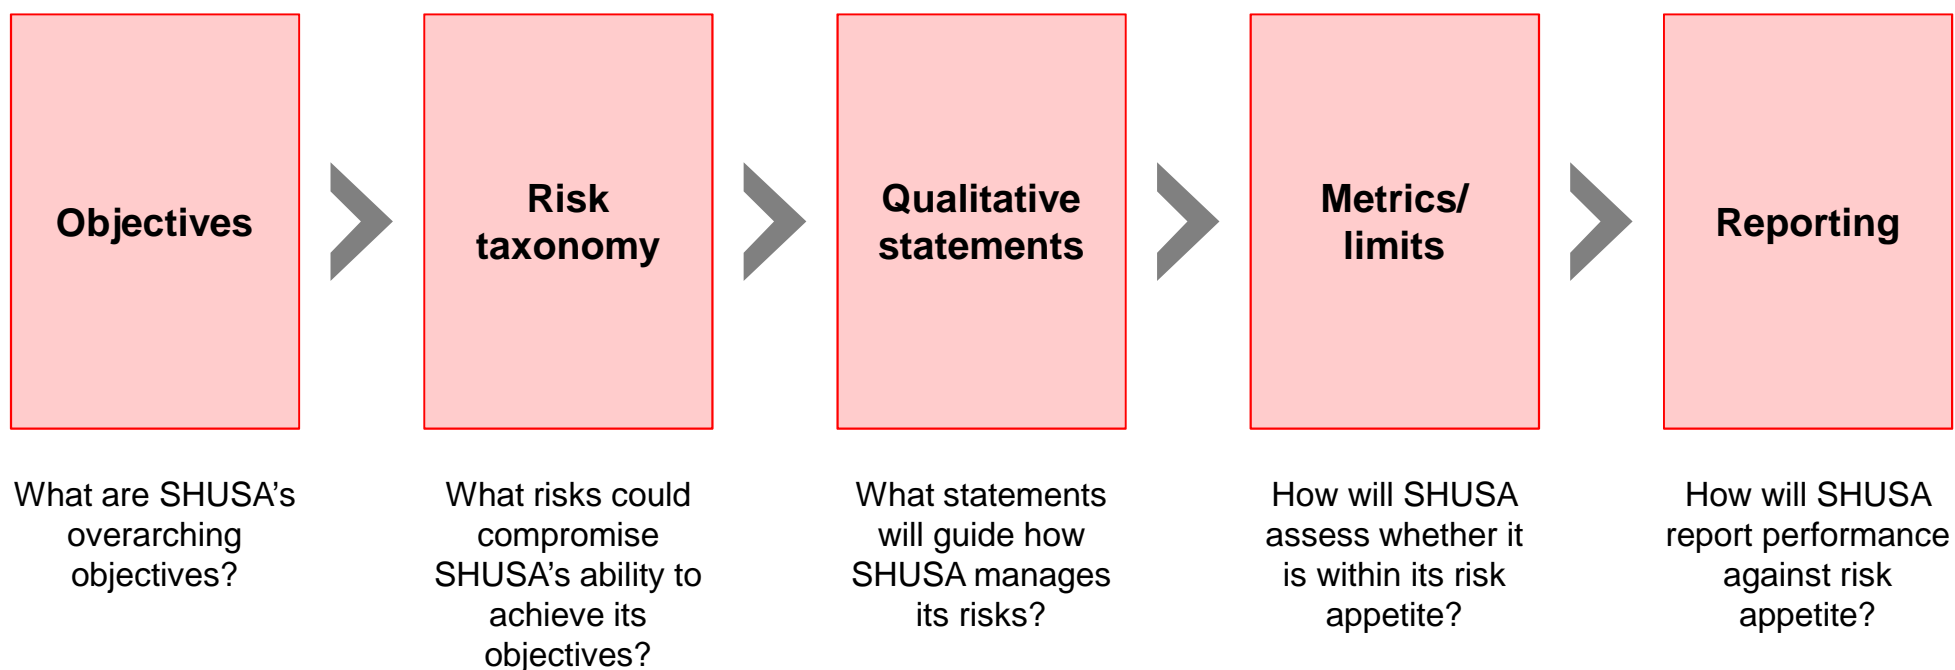 Objectives
Risk
taxonomy
Qualitative
statements
Metrics/
limits
Reporting
What are SHUSA’s
overarching
objectives?
What risks could
compromise
SHUSA’s ability to
achieve its
objectives?
What statements
will guide how
SHUSA manages
its risks?
How will SHUSA
assess whether it
is within its risk
appetite?
How will SHUSA
report performance
against risk
appetite?